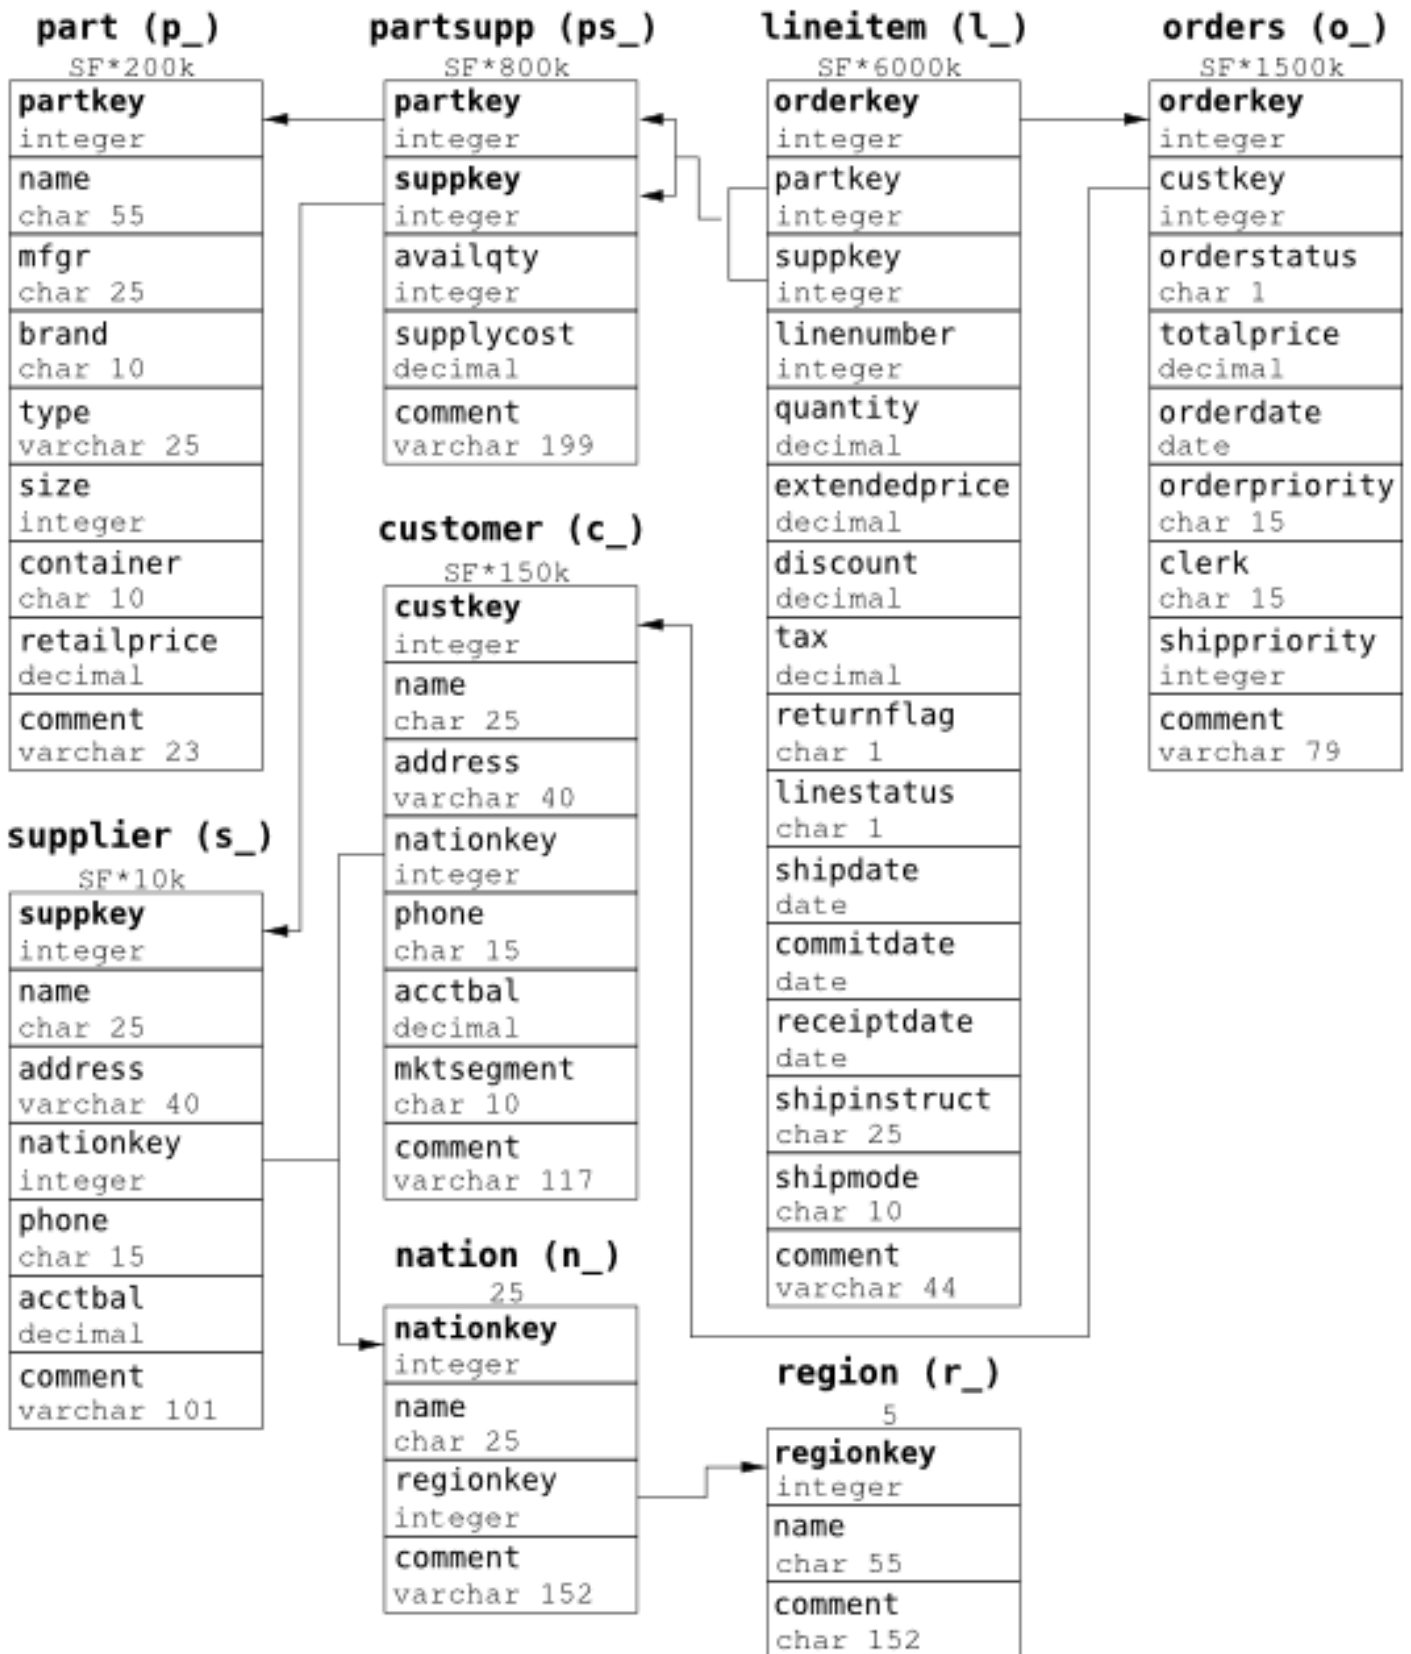 part (p_)
SF*200k
partkey
integer
name
char 55
mfgr
char 25
brand
char 10
type
varchar 25
size
integer
container
char 10
retailprice
decimal
comment
varchar 23
supplier (s_)
SF*10k
suppkey
integer
name
char 25
address
varchar 40
nationkey
integer
phone
char 15
acctbal
decimal
comment
varchar 101
partsupp (ps_)
SF*800k
partkey
integer
suppkey
integer
availqty
integer
supplycost
decimal
comment
varchar 199
customer (c_)
SF*150k
custkey
integer
name
char 25
address
varchar 40
nationkey
integer
phone
char 15
acctbal
decimal
mktsegment
char 10
comment
varchar 117
nation (n_)
25
nationkey
integer
name
char 25
regionkey
integer
comment
varchar 152
lineitem (l_)
SF*6000k
orderkey
integer
partkey
integer
suppkey
integer
linenumber
integer
quantity
decimal
extendedprice
decimal
discount
decimal
tax
decimal
returnflag
char 1
linestatus
char 1
shipdate
date
commitdate
date
receiptdate
date
shipinstruct
char 25
shipmode
char 10
comment
varchar 44
region (r_)
5
regionkey
integer
name
char 55
comment
char 152
orders (o_)
SF*1500k
orderkey
integer
custkey
integer
orderstatus
char 1
totalprice
decimal
orderdate
date
orderpriority
char 15
clerk
char 15
shippriority
integer
comment
varchar 79